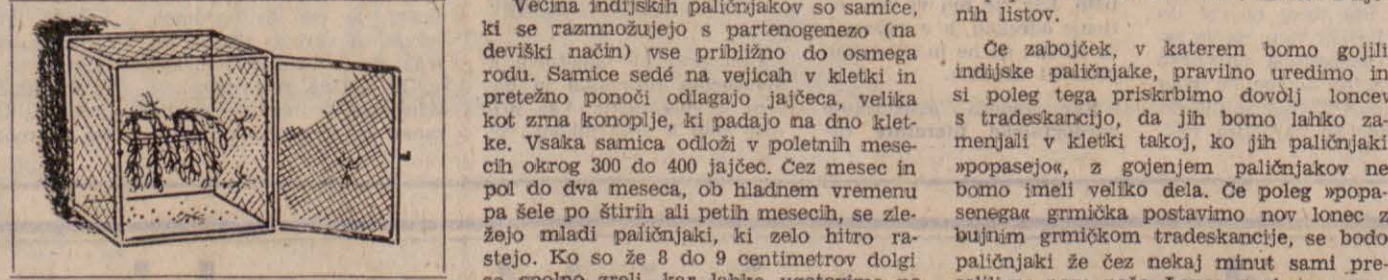 Večina indijskih paličnjakov so samice,
ki se razmnožujejo s partenogenezo (na
deviški način) vse približno do osmega
rodu. Samice sedé na vejicah v kletki in
pretežno ponoči odlagajo jajčeca, velika
kot zrna konoplje, ki padajo na dno klet-
ke. Vsaka samica odloži v poletnih mese-
cih okrog 300 do 400 jajčec. Čez mesec in
pol do dva meseca, ob hladnem vremenu
pa šele po štirih ali petih mesecih, se zle-
žejo mladi paličnjaki, ki zelo hitro ra-
stejo. Ko so že 8 do 9 centimetrov dolgi
nih listov.
Če zabojček, v katerem bomo gojili
indijske paličnjake, pravilno uredimo in
si poleg tega priskrbimo dovolj loncev
s tradeskancijo, da jih bomo lahko za-
menjali v kletki takoj, ko jih paličnjaki
»popasejo«, z gojenjem paličnjakov ne
bomo imeli veliko dela. Če poleg »popa-
senega« grmička postavimo nov lonec z
bujnim grmičkom tradeskancije, se bodo
paličnjaki že čez nekaj minut sami pre-